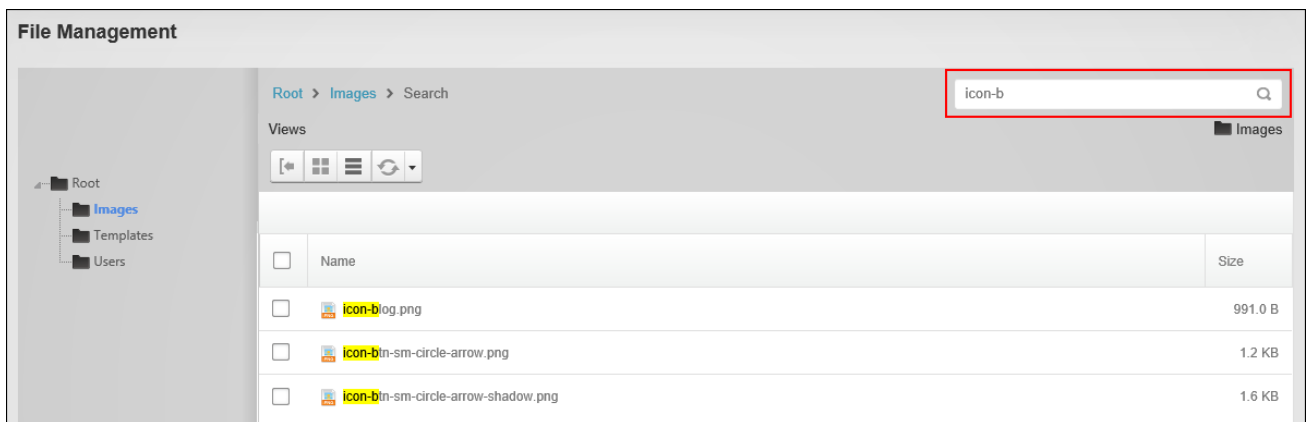 File Management
Root > Images > Search
icon-b
Views
Images
Root
Images
Templates
Users
Name
Size
icon-blog.png
991.0 B
icon-btn-sm-circle-arrow.png
1.2 KB
icon-btn-sm-circle-arrow-shadow.png
1.6 KB